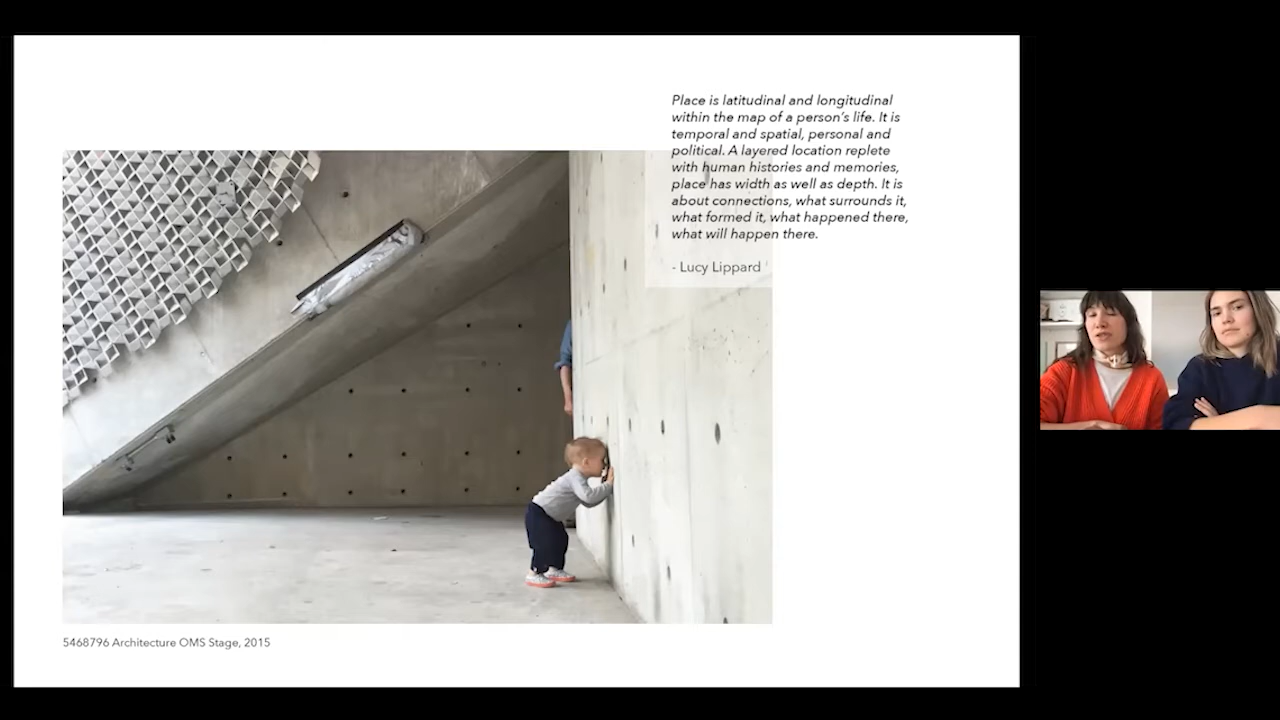 Place is latitudinal and longitudinal
within the map of a person's life. It is
temporal and spatial, personal and
political. A layered location replete
with human histories and memories,
place has width as well as depth. It is
about connections, what surrounds it,
what formed it, what happened there,
what will happen there.
- Lucy Lippard
5468796 Architecture OMS Stage, 2015